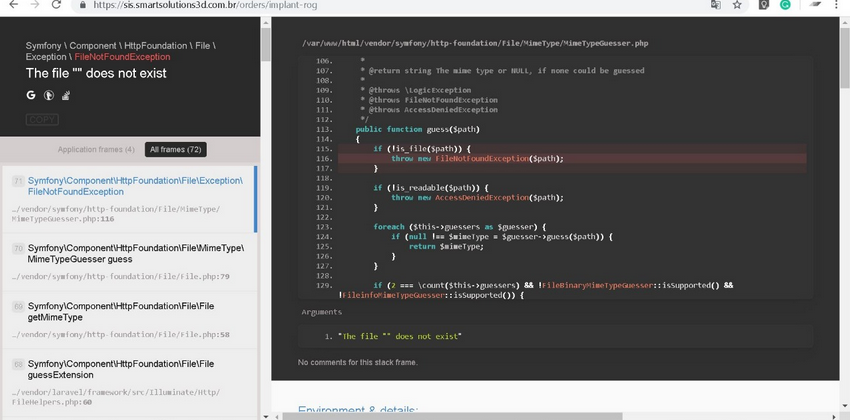 https://sis.smartsolutions3d.com.br/orders/implant-rog
Symfony \ Component \ HttpFoundation \ File \
Exception \ FileNotFoundException
The file "" does not exist
COPY
Application frames (4) All frames (72)
71 Symfony\Component\HttpFoundation\File\Exception\
FileNotFoundException
…/vendor/symfony/http-foundation/File/MimeType/
MimeTypeGuesser.php:116
70 Symfony\Component\HttpFoundation\File\MimeType\
MimeTypeGuesser guess
…/vendor/symfony/http-foundation/File/File.php:79
69 Symfony\Component\HttpFoundation\File\File
getMimeType
…/vendor/symfony/http-foundation/File/File.php:58
68 Symfony\Component\HttpFoundation\File\File
guessExtension
…/vendor/laravel/framework/src/Illuminate/Http/
FileHelpers.php:60
/var/www/html/vendor/symfony/http-foundation/File/MimeType/MimeTypeGuesser.php
106. *
107. * @return string The mime type or NULL, if none could be guessed
108. *
109. * @throws \LogicException
110. * @throws FileNotFoundException
111. * @throws AccessDeniedException
112. */
113. public function guess($path)
114. {
115. if (!is_file($path)) {
116. throw new FileNotFoundException($path);
117. }
118.
119. if (!is_readable($path)) {
120. throw new AccessDeniedException($path);
121. }
122.
123. foreach ($this->guessers as $guesser) {
124. if (null !== $mimeType = $guesser->guess($path)) {
125. return $mimeType;
126. }
127. }
128.
129. if (2 === \count($this->guessers) && !FileBinaryMimeTypeGuesser::isSupported() &&
!FileinfoMimeTypeGuesser::isSupported()) {
Arguments
1. "The file "" does not exist"
No comments for this stack frame.
Environment & details: